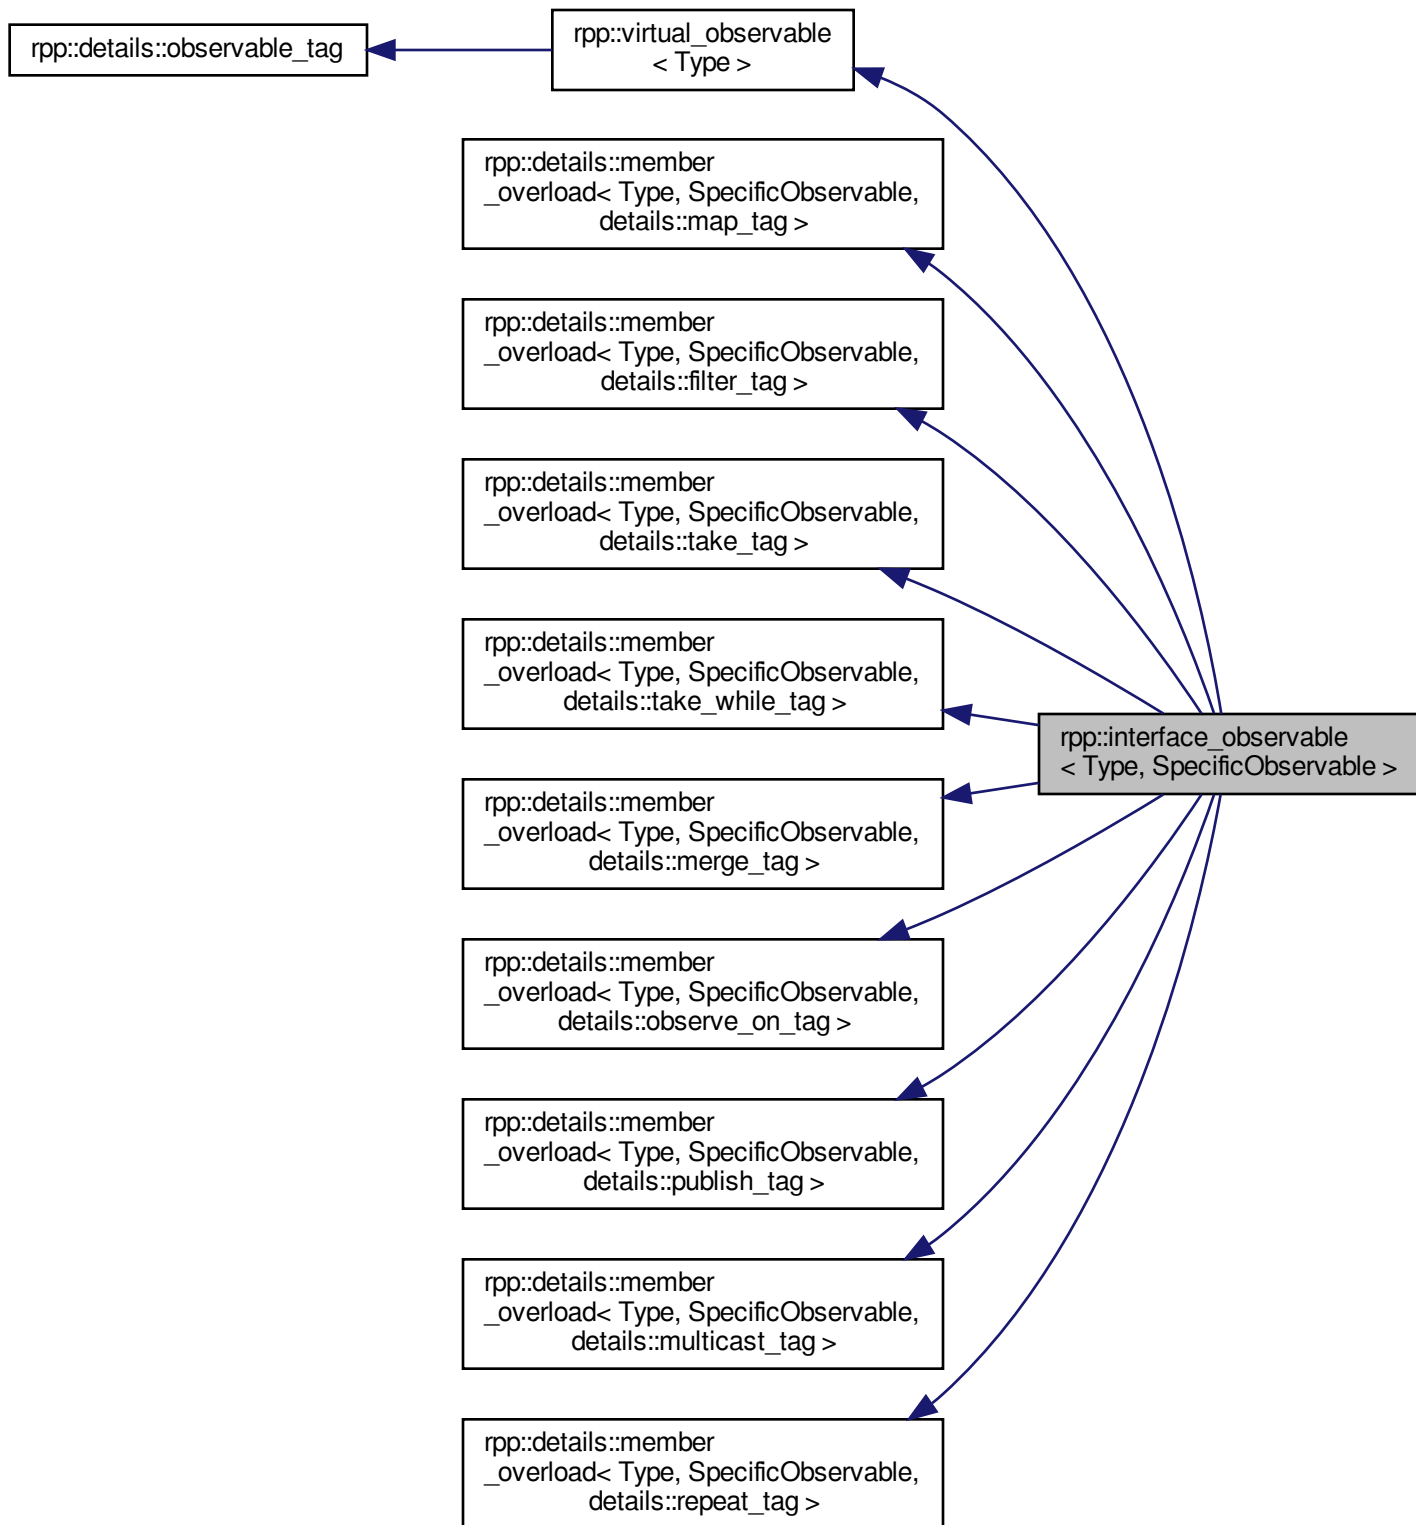 rpp::details::observable_tag
rpp::virtual_observable
< Type >
rpp::details::member
_overload< Type, SpecificObservable,
details::map_tag >
rpp::details::member
_overload< Type, SpecificObservable,
details::filter_tag >
rpp::details::member
_overload< Type, SpecificObservable,
details::take_tag >
rpp::details::member
_overload< Type, SpecificObservable,
details::take_while_tag >
rpp::interface_observable
< Type, SpecificObservable >
rpp::details::member
_overload< Type, SpecificObservable,
details::merge_tag >
rpp::details::member
_overload< Type, SpecificObservable,
details::observe_on_tag >
rpp::details::member
_overload< Type, SpecificObservable,
details::publish_tag >
rpp::details::member
_overload< Type, SpecificObservable,
details::multicast_tag >
rpp::details::member
_overload< Type, SpecificObservable,
details::repeat_tag >